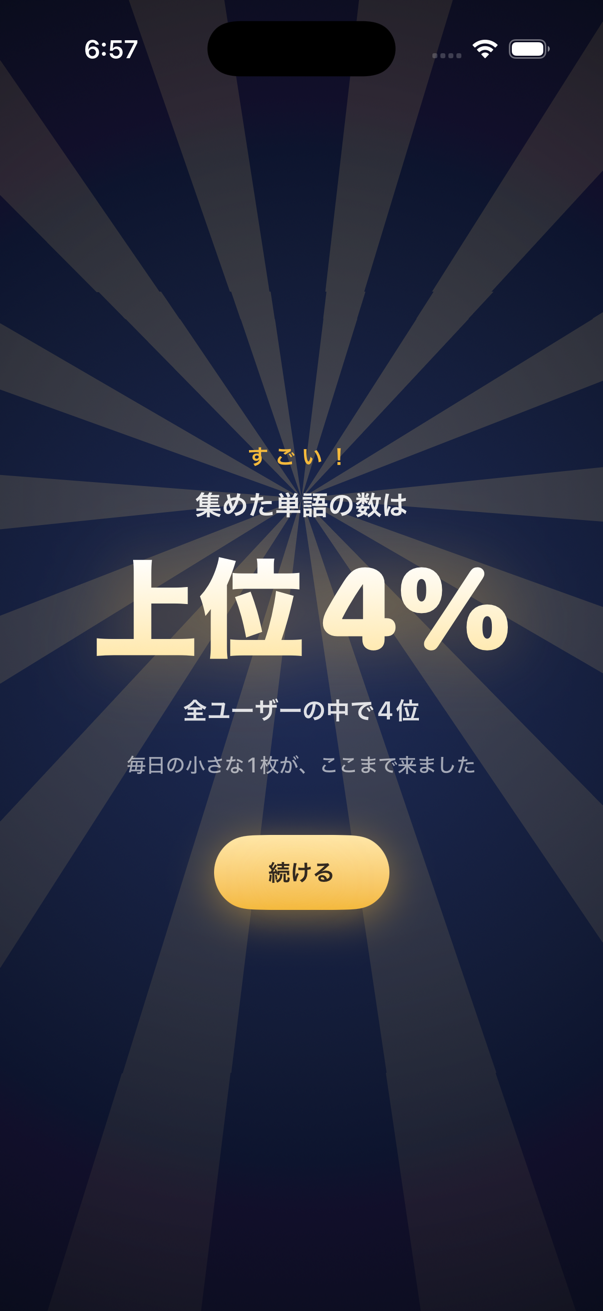 6:57
すごい！
集めた単語の数は
上位4%
全ユーザーの中で4位
毎日の小さな1枚が、ここまで来ました
続ける